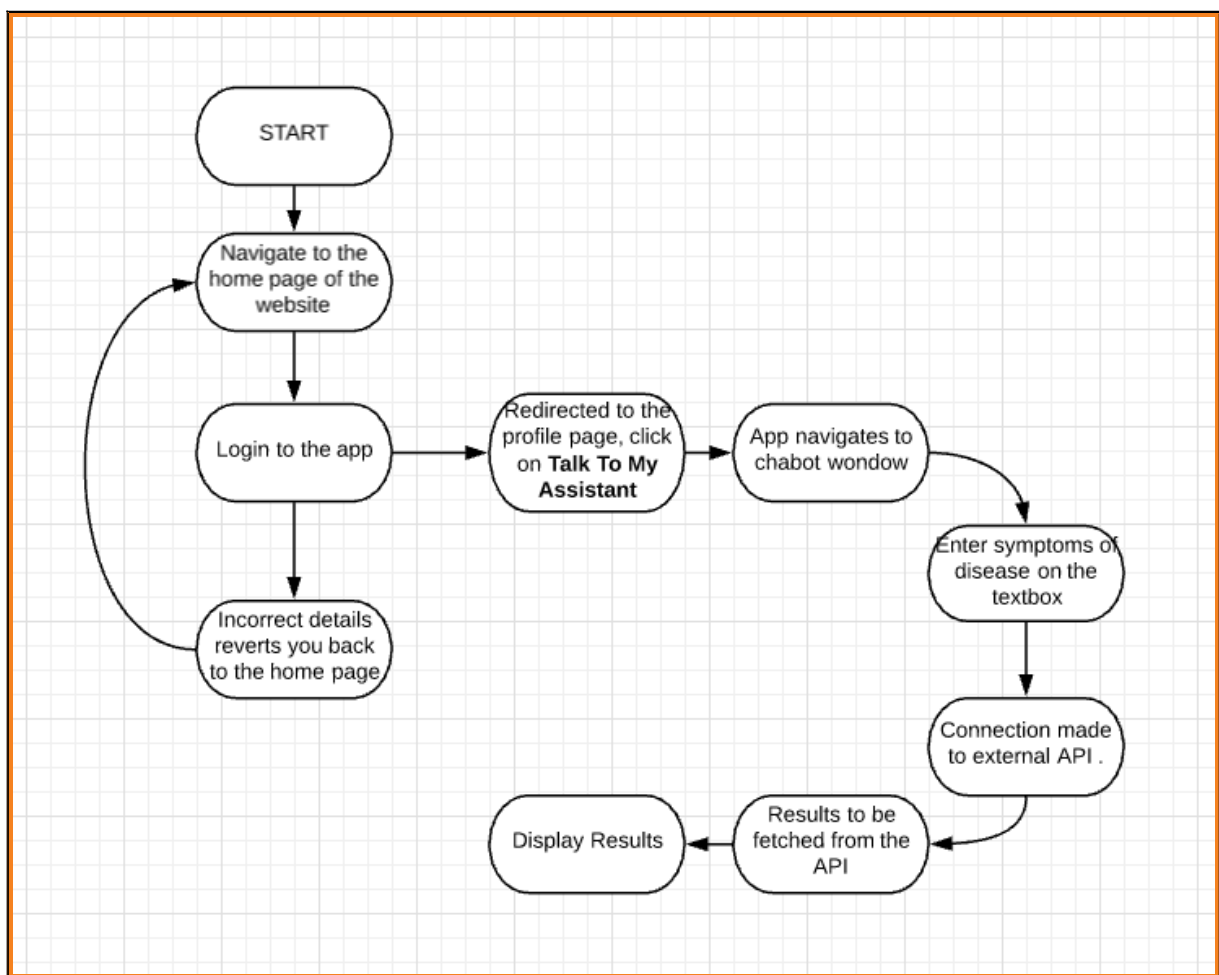 START
Navigate to the
home page of the
website
Login to the app
Incorrect details
reverts you back
to the home page
Redirected to the
profile page, click
on Talk To My
Assistant
App navigates to
chabot wondow
Enter symptoms of
disease on the
textbox
Connection made
to external API .
Results to be
fetched from the
API
Display Results